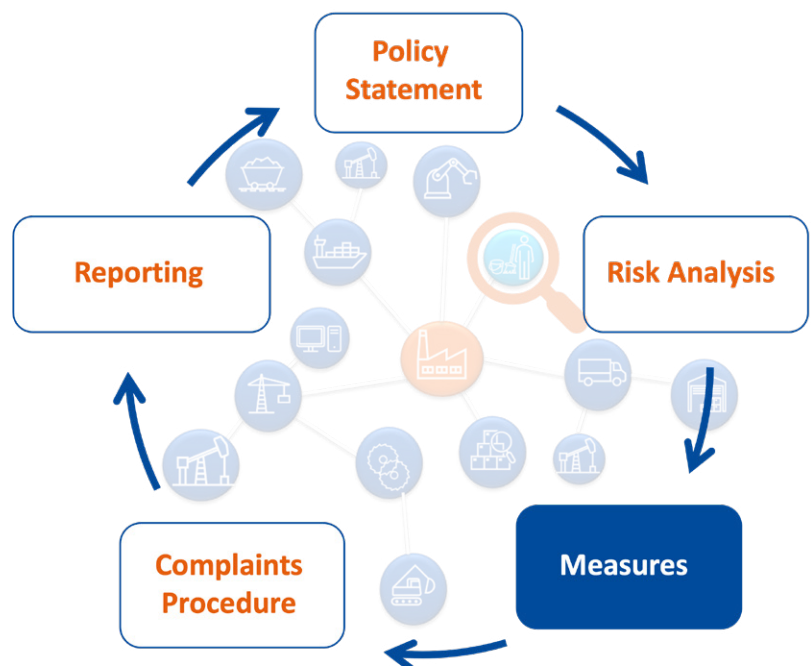 Policy
Statement
Reporting
Risk Analysis
Complaints
Procedure
Measures